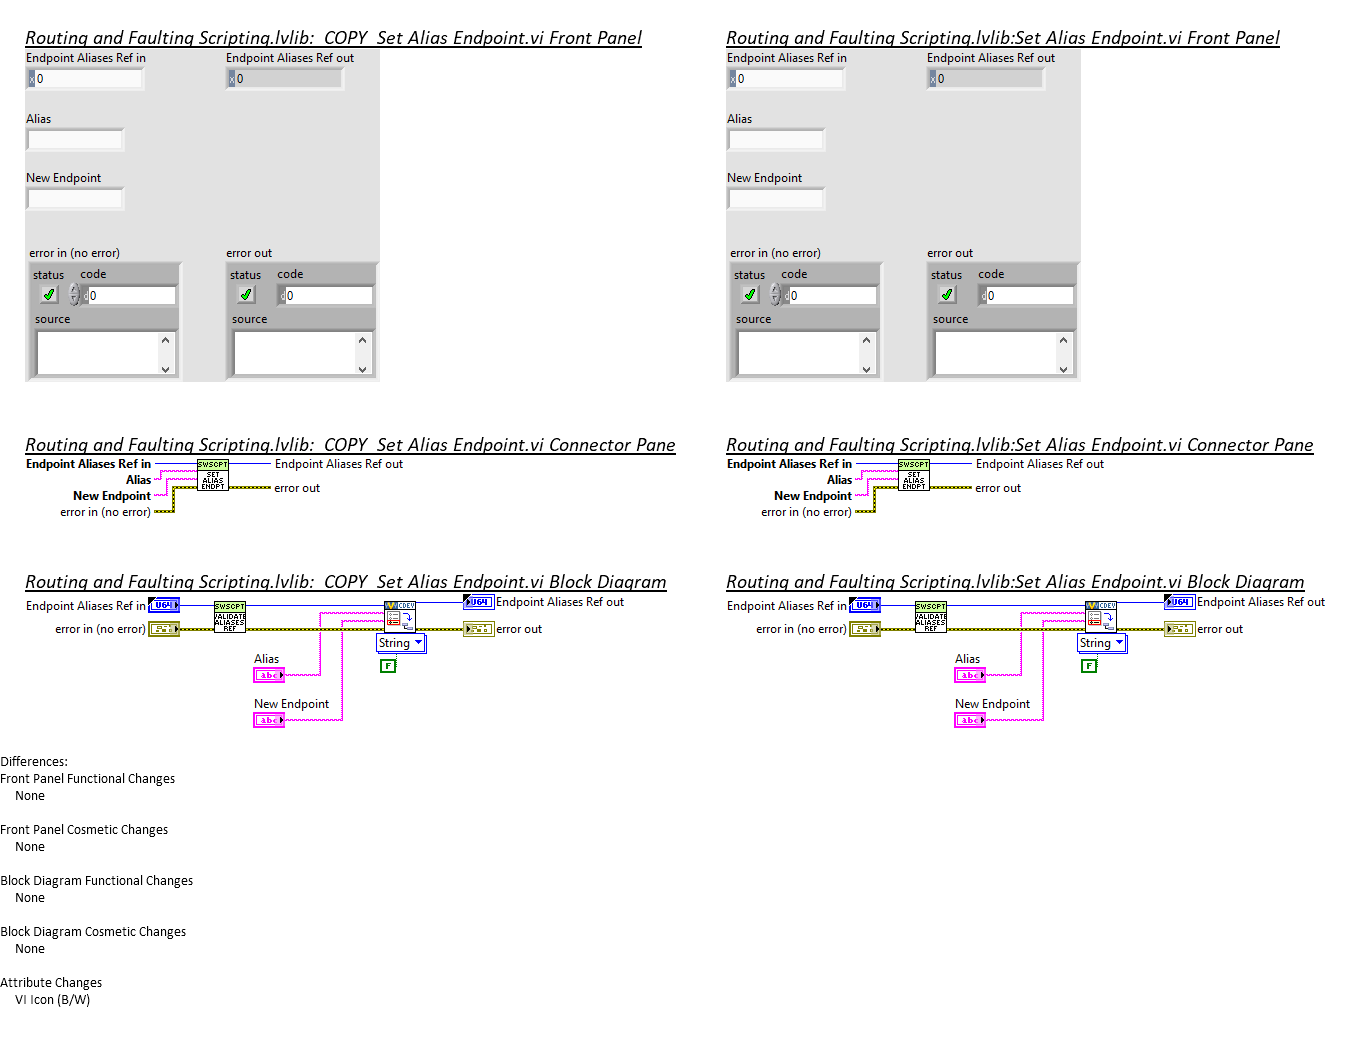 Routing and Faulting Scripting.lvlib:_COPY_Set Alias Endpoint.vi Front Panel
Endpoint Aliases Ref in
Endpoint Aliases Ref out
x 0
x 0
Alias
New Endpoint
error in (no error)
error out
status
code
status
code
d 0
d 0
source
source
Routing and Faulting Scripting.lvlib:Set Alias Endpoint.vi Front Panel
Endpoint Aliases Ref in
Endpoint Aliases Ref out
x 0
x 0
Alias
New Endpoint
error in (no error)
error out
status
code
status
code
d 0
d 0
source
source
Routing and Faulting Scripting.lvlib:_COPY_Set Alias Endpoint.vi Connector Pane
Endpoint Aliases Ref in
Alias
New Endpoint
error in (no error)
SWSCPT
SET
ALIAS
ENDPT
Endpoint Aliases Ref out
error out
Routing and Faulting Scripting.lvlib:Set Alias Endpoint.vi Connector Pane
Endpoint Aliases Ref in
Alias
New Endpoint
error in (no error)
SWSCPT
SET
ALIAS
ENDPT
Endpoint Aliases Ref out
error out
Routing and Faulting Scripting.lvlib:_COPY_Set Alias Endpoint.vi Block Diagram
Endpoint Aliases Ref in
U64
error in (no error)
SWSCPT
VALIDATE
ALIASES
REF
CDEV
String
F
U64
Endpoint Aliases Ref out
error out
Alias
abc
New Endpoint
abc
Routing and Faulting Scripting.lvlib:Set Alias Endpoint.vi Block Diagram
Endpoint Aliases Ref in
U64
error in (no error)
SWSCPT
VALIDATE
ALIASES
REF
CDEV
String
F
U64
Endpoint Aliases Ref out
error out
Alias
abc
New Endpoint
abc
Differences:
Front Panel Functional Changes
None
Front Panel Cosmetic Changes
None
Block Diagram Functional Changes
None
Block Diagram Cosmetic Changes
None
Attribute Changes
VI Icon (B/W)